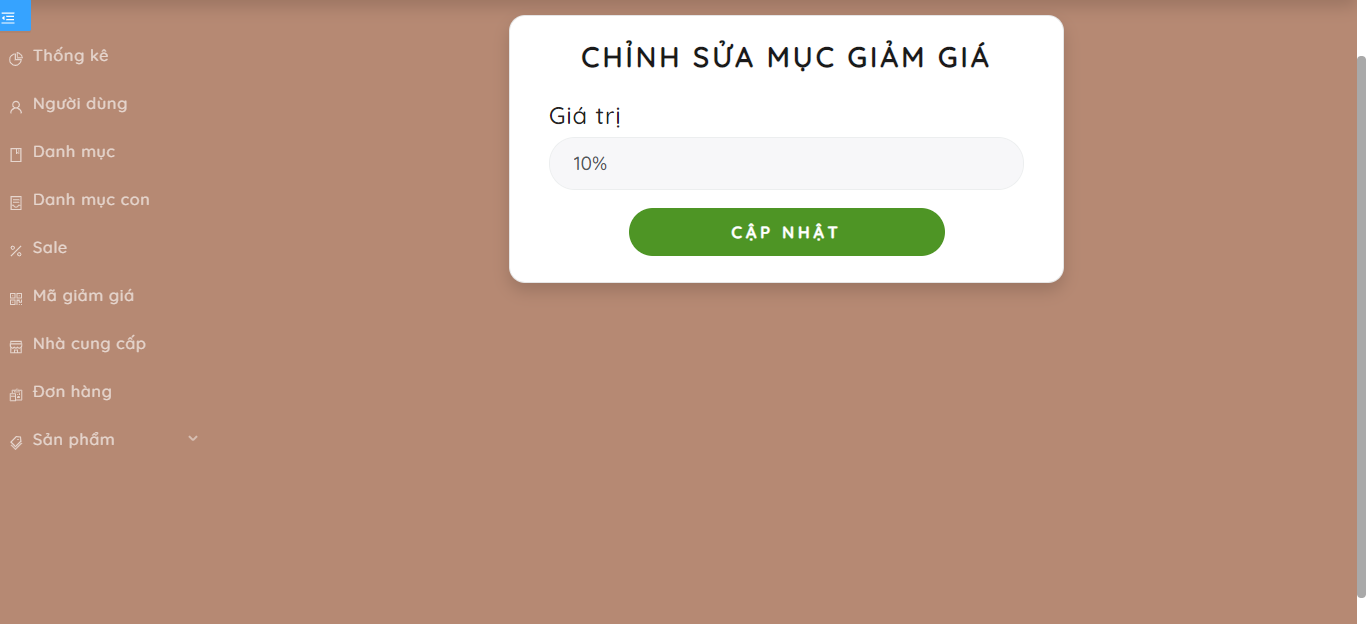 Thống kê
Người dùng
Danh mục
Danh mục con
Sale
Mã giảm giá
Nhà cung cấp
Đơn hàng
Sản phẩm
CHỈNH SỬA MỤC GIẢM GIÁ
Giá trị
10%
CẬP NHẬT